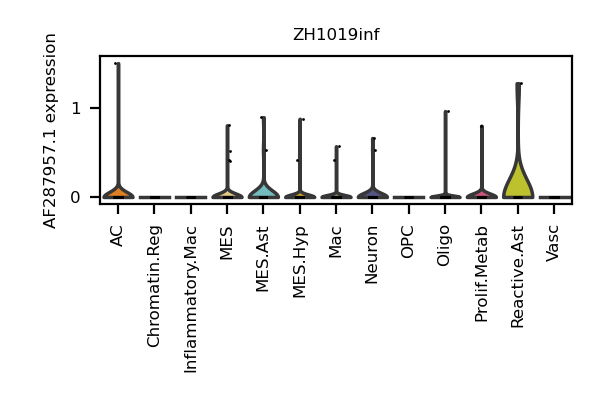 ZH1019inf
AF287957.1 expression
1
0
AC
Chromatin.Reg
Inflammatory.Mac
MES
MES.Ast
MES.Hyp
Mac
Neuron
OPC
Oligo
Prolif.Metab
Reactive.Ast
Vasc